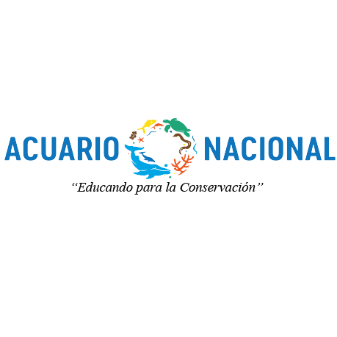 ACUARIO NACIONAL
“Educando para la Conservación”